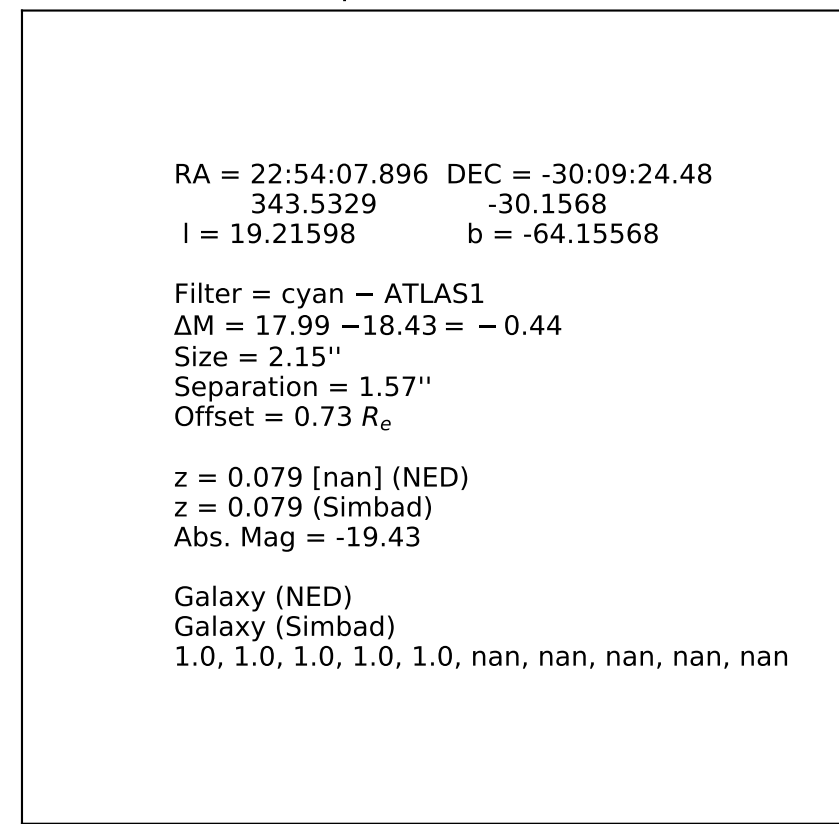 RA = 22:54:07.896 DEC = -30:09:24.48
343.5329 -30.1568
l = 19.21598 b = -64.15568
Filter = cyan − ATLAS1
ΔM = 17.99 −18.43 = − 0.44
Size = 2.15''
Separation = 1.57''
Offset = 0.73 Rₑ
z = 0.079 [nan] (NED)
z = 0.079 (Simbad)
Abs. Mag = -19.43
Galaxy (NED)
Galaxy (Simbad)
1.0, 1.0, 1.0, 1.0, 1.0, nan, nan, nan, nan, nan